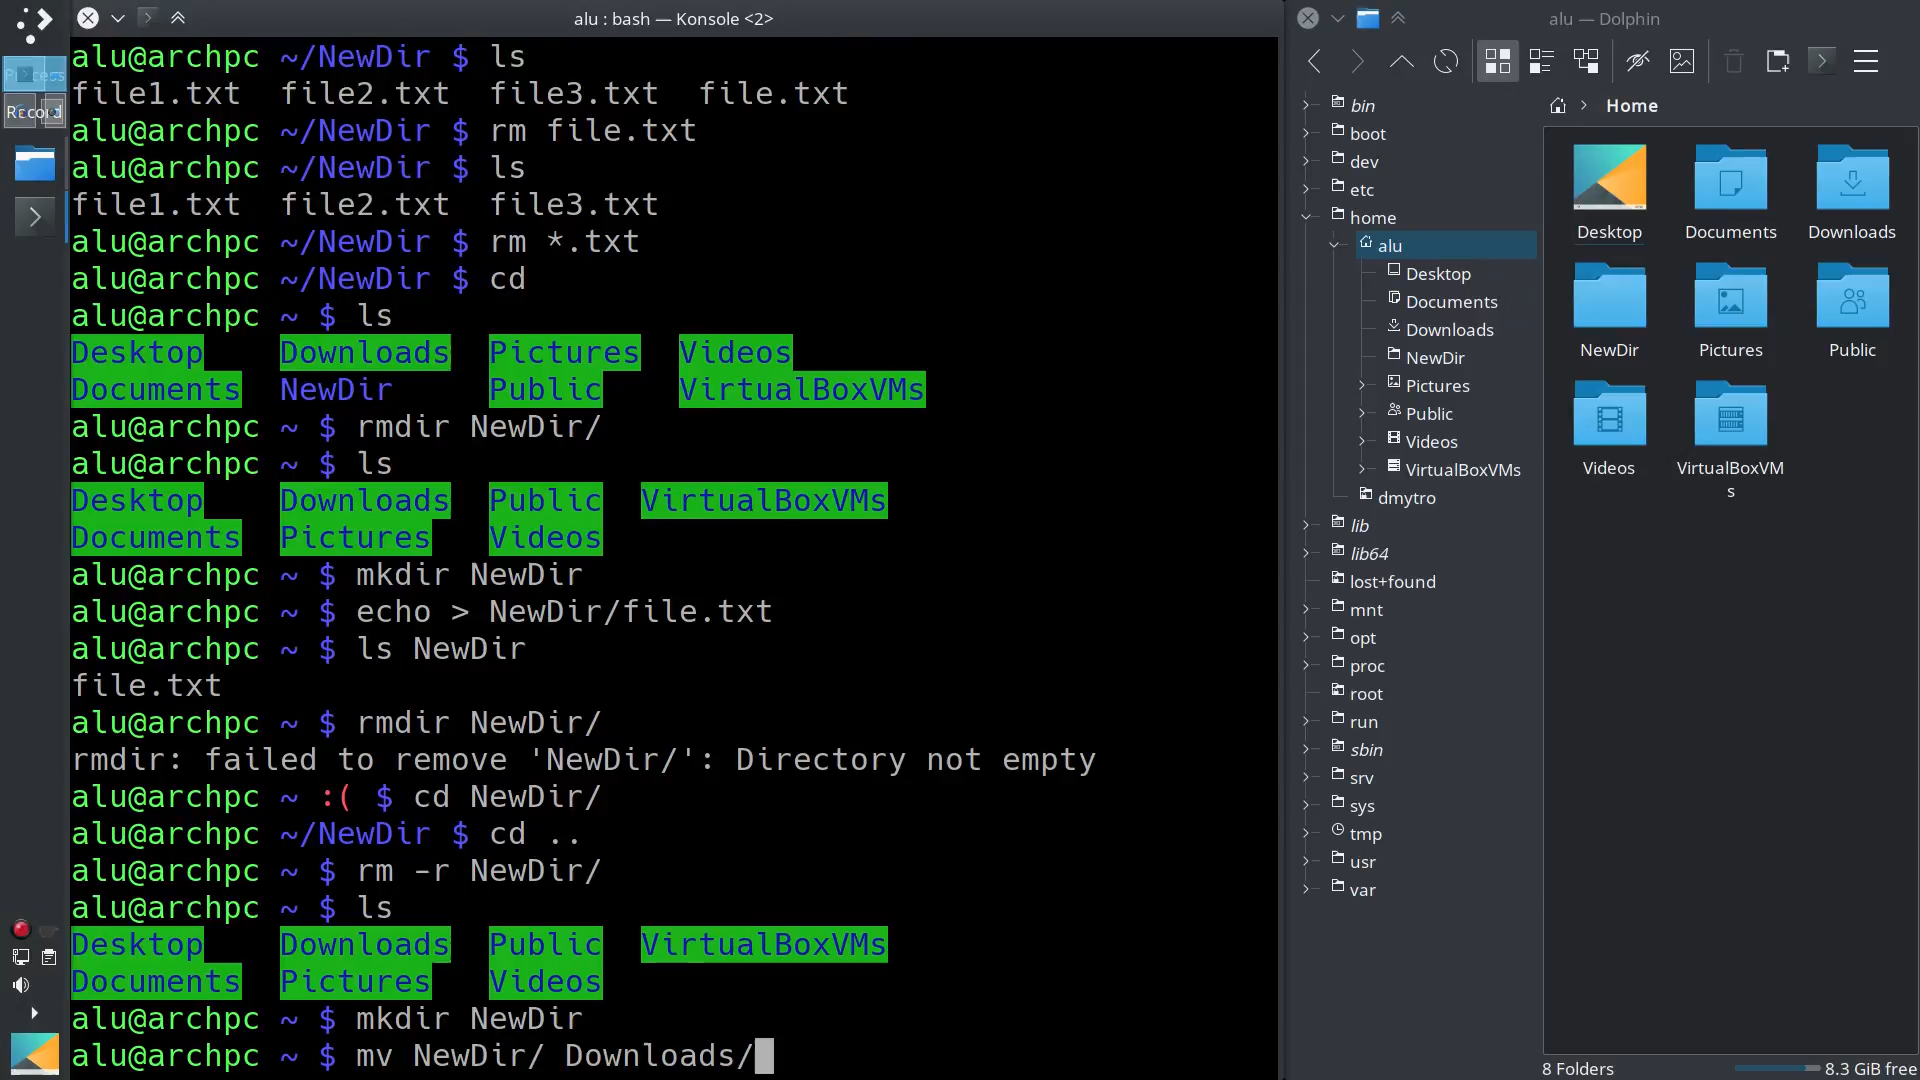 alu : bash — Konsole <2>
alu@archpc ~/NewDir $ ls
file1.txt  file2.txt  file3.txt  file.txt
alu@archpc ~/NewDir $ rm file.txt
alu@archpc ~/NewDir $ ls
file1.txt  file2.txt  file3.txt
alu@archpc ~/NewDir $ rm *.txt
alu@archpc ~/NewDir $ cd
alu@archpc ~ $ ls
Desktop    Downloads  Pictures  Videos
Documents  NewDir     Public    VirtualBoxVMs
alu@archpc ~ $ rmdir NewDir/
alu@archpc ~ $ ls
Desktop    Downloads  Public  VirtualBoxVMs
Documents  Pictures   Videos
alu@archpc ~ $ mkdir NewDir
alu@archpc ~ $ echo > NewDir/file.txt
alu@archpc ~ $ ls NewDir
file.txt
alu@archpc ~ $ rmdir NewDir/
rmdir: failed to remove 'NewDir/': Directory not empty
alu@archpc ~ :( $ cd NewDir/
alu@archpc ~/NewDir $ cd ..
alu@archpc ~ $ rm -r NewDir/
alu@archpc ~ $ ls
Desktop    Downloads  Public  VirtualBoxVMs
Documents  Pictures   Videos
alu@archpc ~ $ mkdir NewDir
alu@archpc ~ $ mv NewDir/ Downloads/
alu — Dolphin
bin
boot
dev
etc
home
alu
Desktop
Documents
Downloads
NewDir
Pictures
Public
Videos
VirtualBoxVMs
dmytro
lib
lib64
lost+found
mnt
opt
proc
root
run
sbin
srv
sys
tmp
usr
var
Home
Desktop
Documents
Downloads
NewDir
Pictures
Public
Videos
VirtualBoxVM
s
8 Folders
8.3 GiB free